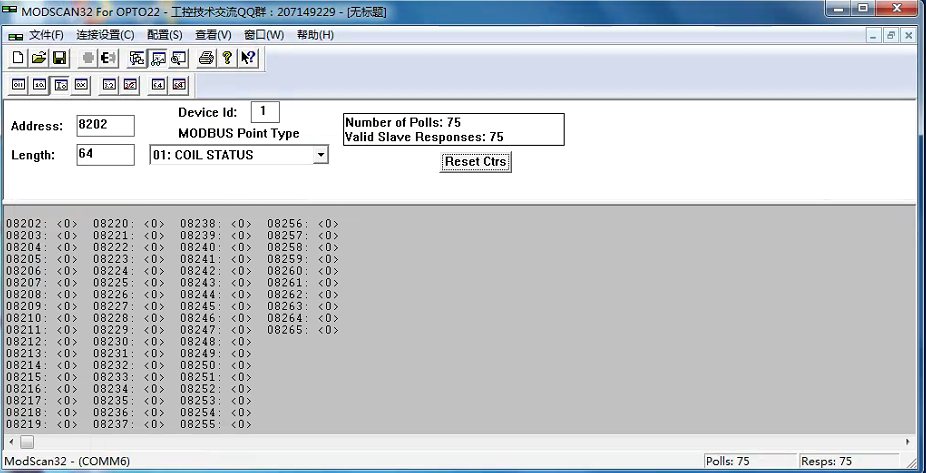 MODSCAN32 For OPTO22 - 工控技术交流QQ群：207149229 - [无标题]
文件(F) 连接设置(C) 配置(S) 查看(V) 窗口(W) 帮助(H)
Address: 8202
Device Id: 1
MODBUS Point Type
Length: 64
01: COIL STATUS
Number of Polls: 75
Valid Slave Responses: 75
Reset Ctrs
08202: <0> 08220: <0> 08238: <0> 08256: <0>
08203: <0> 08221: <0> 08239: <0> 08257: <0>
08204: <0> 08222: <0> 08240: <0> 08258: <0>
08205: <0> 08223: <0> 08241: <0> 08259: <0>
08206: <0> 08224: <0> 08242: <0> 08260: <0>
08207: <0> 08225: <0> 08243: <0> 08261: <0>
08208: <0> 08226: <0> 08244: <0> 08262: <0>
08209: <0> 08227: <0> 08245: <0> 08263: <0>
08210: <0> 08228: <0> 08246: <0> 08264: <0>
08211: <0> 08229: <0> 08247: <0> 08265: <0>
08212: <0> 08230: <0> 08248: <0>
08213: <0> 08231: <0> 08249: <0>
08214: <0> 08232: <0> 08250: <0>
08215: <0> 08233: <0> 08251: <0>
08216: <0> 08234: <0> 08252: <0>
08217: <0> 08235: <0> 08253: <0>
08218: <0> 08236: <0> 08254: <0>
08219: <0> 08237: <0> 08255: <0>
ModScan32 - (COMM6)
Polls: 75
Resps: 75